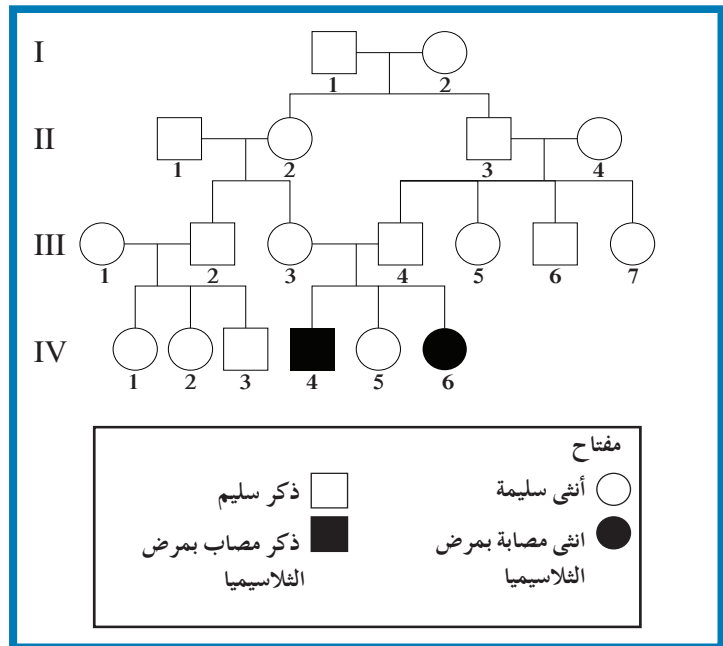 I
1 2
II
1 2 3 4
III
1 2 3 4 5 6 7
IV
1 2 3 4 5 6
مفتاح
أنثى سليمة
ذكر سليم
انثى مصابة بمرض
الثلاسيميا
ذكر مصاب بمرض
الثلاسيميا